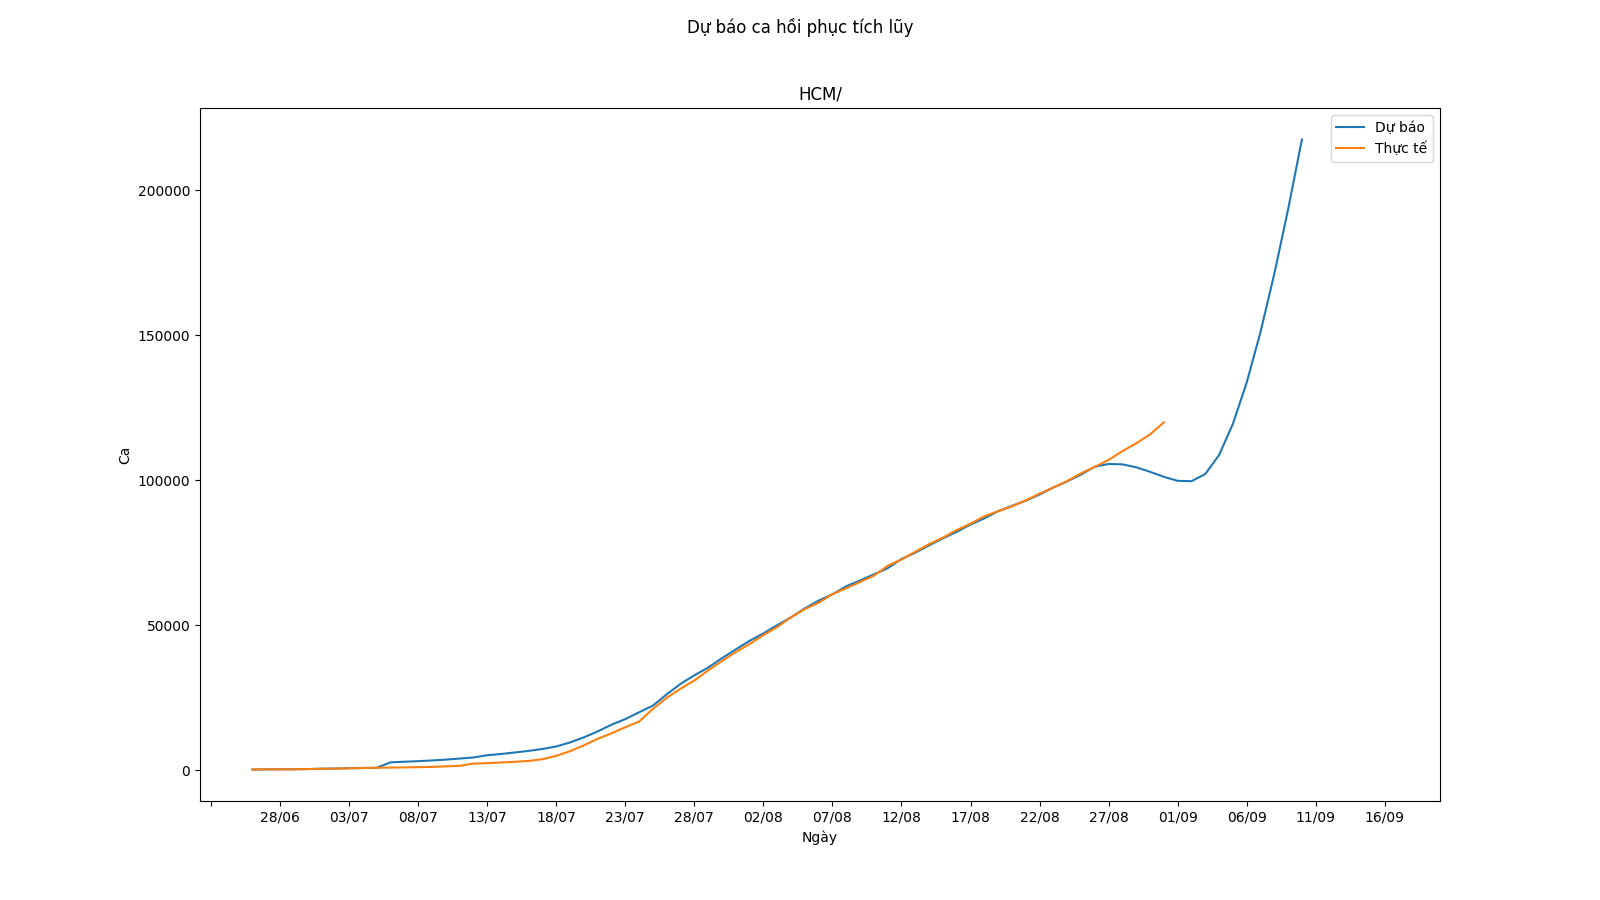 Dự báo ca hồi phục tích lũy
HCM/
Dự báo
Thực tế
200000
150000
100000
50000
0
Ca
28/06 03/07 08/07 13/07 18/07 23/07 28/07 02/08 07/08 12/08 17/08 22/08 27/08 01/09 06/09 11/09 16/09
Ngày